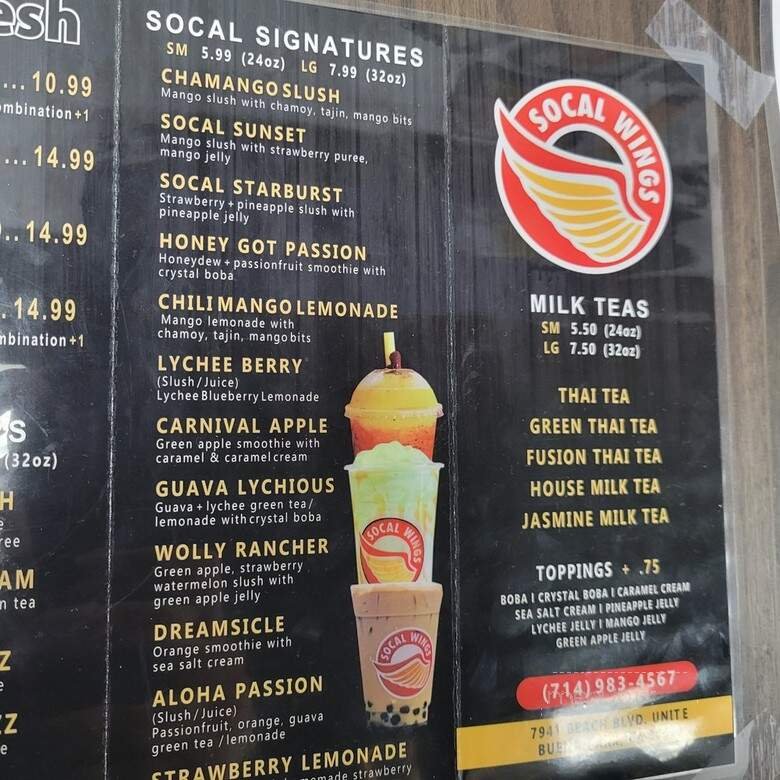 esh
... 10.99
ombination +1
... 14.99
.. 14.99
. 14.99
mbination +1
S
(32oz)
H
e
ree
AM
n tea
Z
e
ZZ
e
SOCAL SIGNATURES
SM 5.99 (24oz) LG 7.99 (32oz)
CHAMANGO SLUSH
Mango slush with chamoy, tajin, mango bits
SOCAL SUNSET
Mango slush with strawberry puree,
mango jelly
SOCAL STARBURST
Strawberry + pineapple slush with
pineapple jelly
HONEY GOT PASSION
Honeydew + passionfruit smoothie with
crystal boba
CHILI MANGO LEMONADE
Mango lemonade with
chamoy, tajin, mango bits
LYCHEE BERRY
(Slush/Juice)
Lychee Blueberry Lemonade
CARNIVAL APPLE
Green apple smoothie with
caramel & caramel cream
GUAVA LYCHIOUS
Guava + lychee green tea/
lemonade with crystal boba
WOLLY RANCHER
Green apple, strawberry
watermelon slush with
green apple jelly
DREAMSICLE
Orange smoothie with
sea salt cream
ALOHA PASSION
(Slush/Juice)
Passionfruit, orange, guava
green tea /lemonade
STRAWBERRY LEMONADE
strawberry
SOCAL WINGS
SOCAL WINGS
SOCAL WINGS
MILK TEAS
SM 5.50 (24oz)
LG 7.50 (32oz)
THAI TEA
GREEN THAI TEA
FUSION THAI TEA
HOUSE MILK TEA
JASMINE MILK TEA
TOPPINGS + .75
BOBA | CRYSTAL BOBA | CARAMEL CREAM
SEA SALT CREAM | PINEAPPLE JELLY
LYCHEE JELLY | MANGO JELLY
GREEN APPLE JELLY
(714) 983-4567
7941 BEACH BLVD. UNIT E